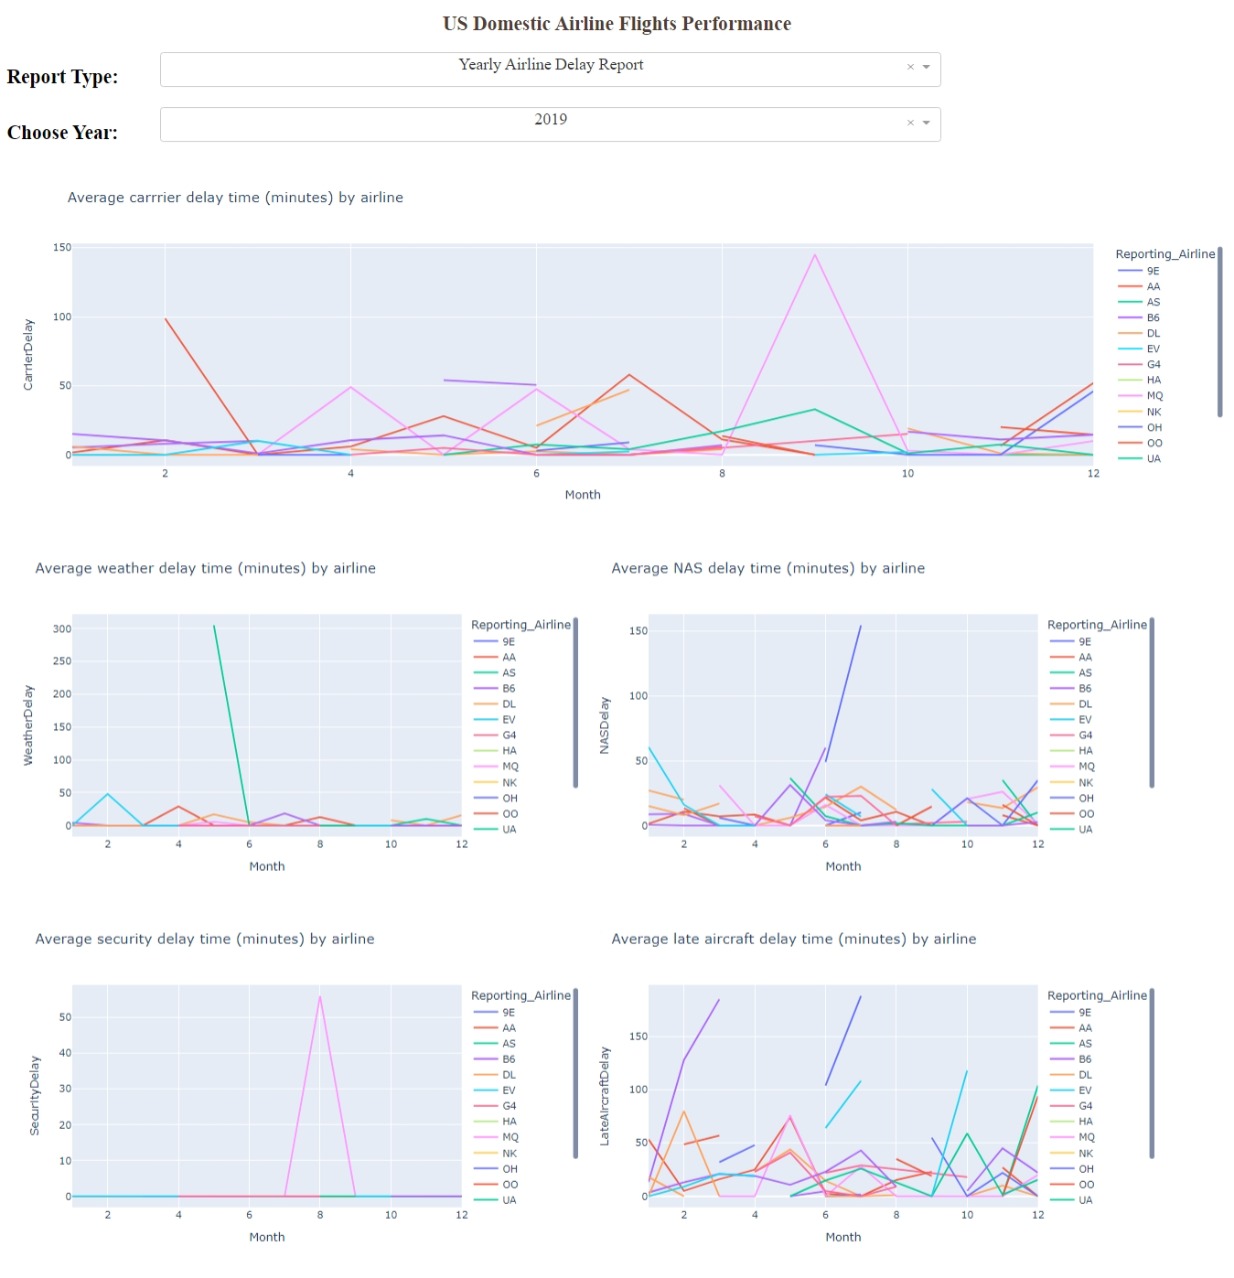 US Domestic Airline Flights Performance
Report Type:
Yearly Airline Delay Report
× 
Choose Year:
2019
×
Average carrrier delay time (minutes) by airline
CarrierDelay
150
100
50
0
2 4 6 8 10 12
Month
Reporting_Airline
9E
AA
AS
B6
DL
EV
G4
HA
MQ
NK
OH
OO
UA
Average weather delay time (minutes) by airline
WeatherDelay
300
250
200
150
100
50
0
2 4 6 8 10 12
Month
Reporting_Airline
9E
AA
AS
B6
DL
EV
G4
HA
MQ
NK
OH
OO
UA
Average NAS delay time (minutes) by airline
NASDelay
150
100
50
0
2 4 6 8 10 12
Month
Reporting_Airline
9E
AA
AS
B6
DL
EV
G4
HA
MQ
NK
OH
OO
UA
Average security delay time (minutes) by airline
SecurityDelay
50
40
30
20
10
0
2 4 6 8 10 12
Month
Reporting_Airline
9E
AA
AS
B6
DL
EV
G4
HA
MQ
NK
OH
OO
UA
Average late aircraft delay time (minutes) by airline
LateAircraftDelay
150
100
50
0
2 4 6 8 10 12
Month
Reporting_Airline
9E
AA
AS
B6
DL
EV
G4
HA
MQ
NK
OH
OO
UA